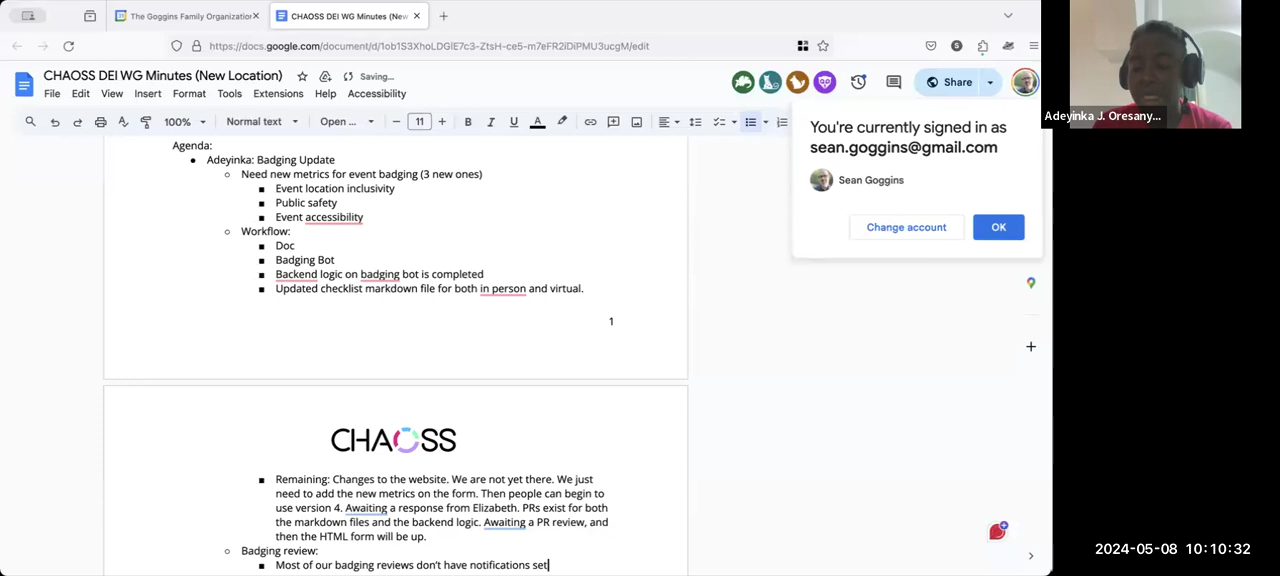 The Goggins Family Organization
CHAOSS DEI WG Minutes (New
https://docs.google.com/document/d/1ob1S3XhoLDGlE7c3-ZtsH-ce5-m7eFR2lDiPMU3ucgM/edit
CHAOSS DEI WG Minutes (New Location)
Saving...
File Edit View Insert Format Tools Extensions Help Accessibility
Share
100% Normal text Open ... 11 B I U A
You're currently signed in as
sean.goggins@gmail.com
Sean Goggins
Change account
OK
Adeyinka J. Oresany...
Agenda:
Adeyinka: Badging Update
Need new metrics for event badging (3 new ones)
Event location inclusivity
Public safety
Event accessibility
Workflow:
Doc
Badging Bot
Backend logic on badging bot is completed
Updated checklist markdown file for both in person and virtual.
1
CHAOSS
Remaining: Changes to the website. We are not yet there. We just
need to add the new metrics on the form. Then people can begin to
use version 4. Awaiting a response from Elizabeth. PRs exist for both
the markdown files and the backend logic. Awaiting a PR review, and
then the HTML form will be up.
Badging review:
Most of our badging reviews don't have notifications set
2024-05-08 10:10:32